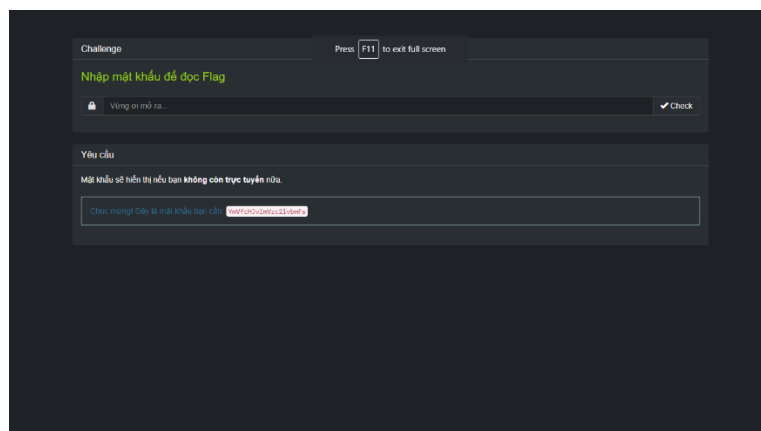 Challenge
Press F11 to exit full screen
Nhập mật khẩu để đọc Flag
Vừng ơi mở ra...
Check
Yêu cầu
Mật khẩu sẽ hiển thị nếu bạn không còn trực tuyến nữa.
Chúc mừng! Đây là mật khẩu bạn cần: